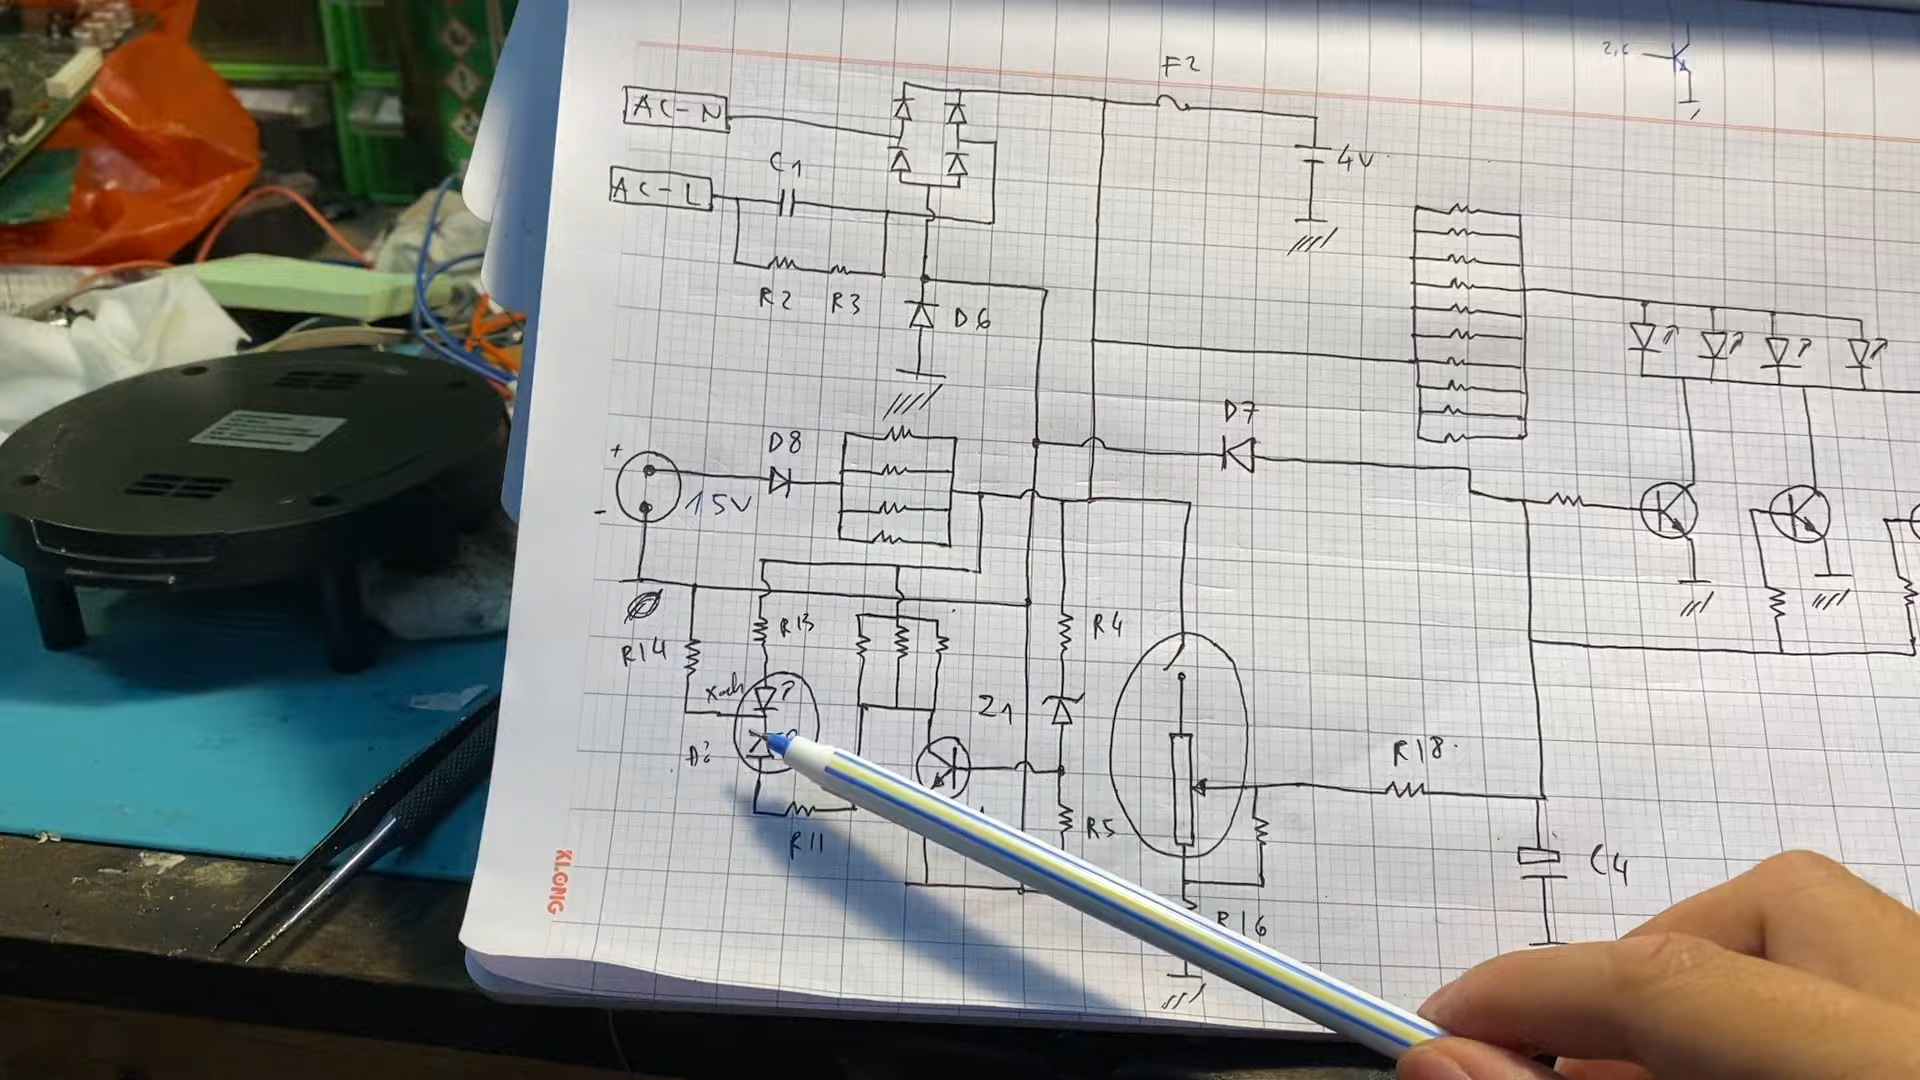 F2
AC-N
4V
C1
AC-L
R2 R3
D6
D7
D8
+
15V
-
R13
R4
R14
Z1
R18
R5
C4
R11
R16
KLONG